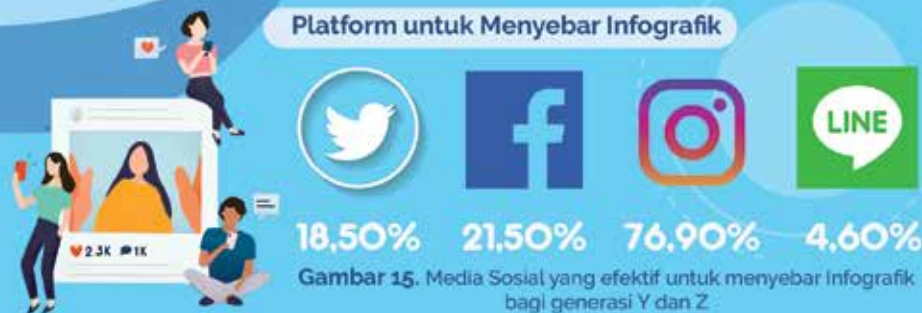 Platform untuk Menyebar Infografik
LINE
18,50% 21,50% 76,90% 4,60%
2.3K 1K
Gambar 15. Media Sosial yang efektif untuk menyebar Infografik
bagi generasi Y dan Z